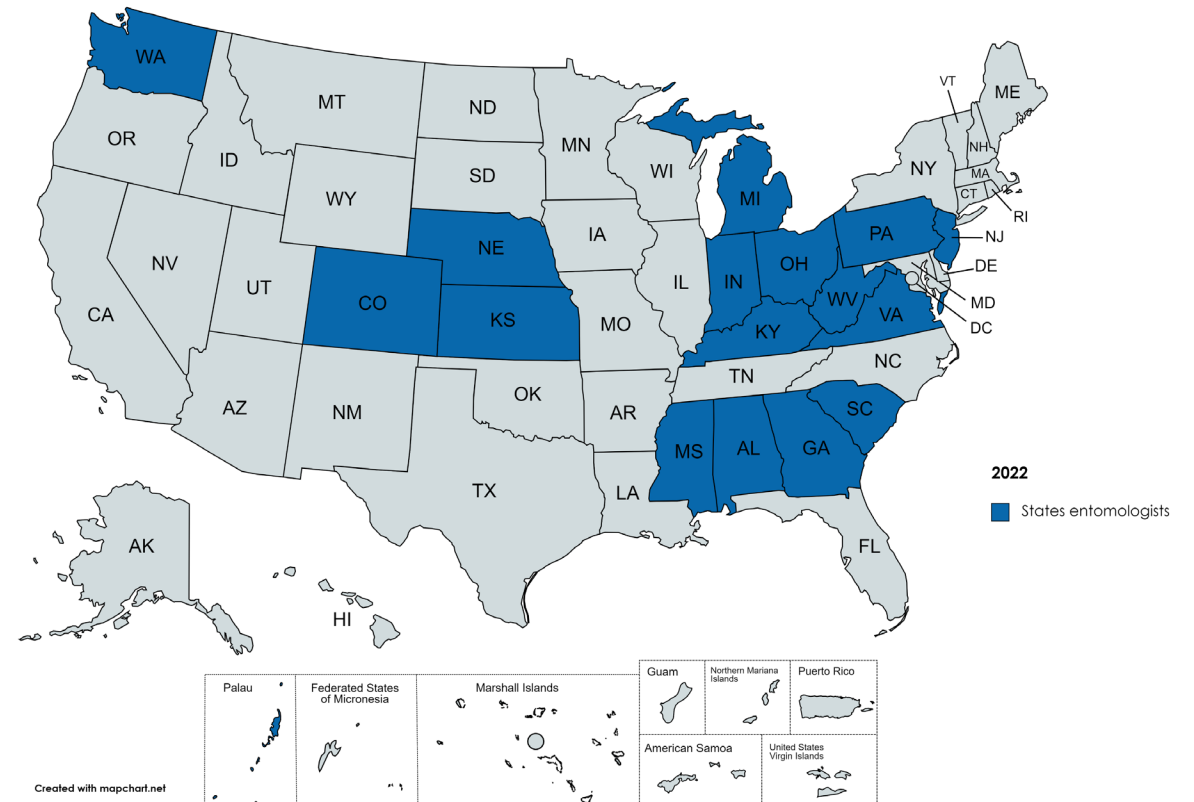 WA
MT
ND
MN
VT
ME
OR
ID
SD
WI
NH
NY
MA
CT
MI
WY
RI
IA
PA
NJ
NE
NV
UT
IL
IN
OH
DE
CO
WV
MD
CA
KS
MO
KY
VA
DC
NC
TN
OK
AZ
NM
AR
SC
MS
AL
GA
2022
TX
LA
States entomologists
AK
FL
HI
Palau
Federated States
of Micronesia
Marshall Islands
Guam
Northern Mariana
Islands
Puerto Rico
American Samoa
United States
Virgin Islands
Created with mapchart.net